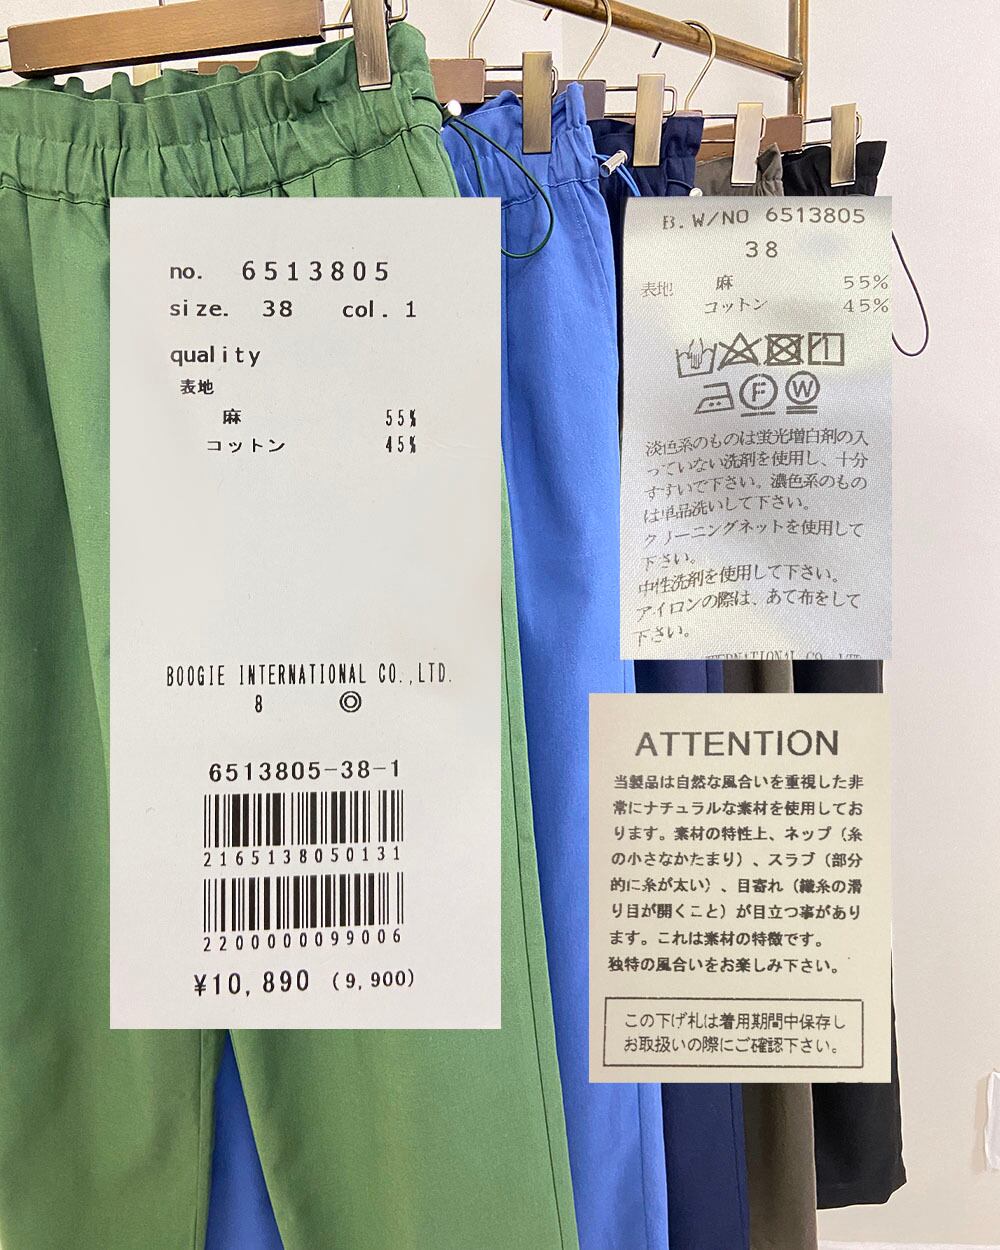 no. 6513805
size. 38 col. 1
quality
表地
麻 55%
コットン 45%
BOOGIE INTERNATIONAL CO.,LTD.
8 ◎
6513805-38-1
2165138050131
2200000099006
¥10,890 (9,900)
B.W/NO 6513805
38
表地 麻 55%
コットン 45%
F W
淡色系のものは蛍光増白剤の入
っていない洗剤を使用し、十分
すすいで下さい。濃色系のもの
は単品洗いして下さい。
クリーニングネットを使用して
下さい。
中性洗剤を使用して下さい。
アイロンの際は、あて布をして
下さい。
INTERNATIONAL CO., LTD.
ATTENTION
当製品は自然な風合いを重視した非
常にナチュラルな素材を使用してお
ります。素材の特性上、ネップ（糸
の小さなかたまり）、スラブ（部分
的に糸が太い）、目寄れ（織糸の滑
り目が開くこと）が目立つ事があり
ます。これは素材の特徴です。
独特の風合いをお楽しみ下さい。
この下げ札は着用期間中保存し
お取扱いの際にご確認下さい。